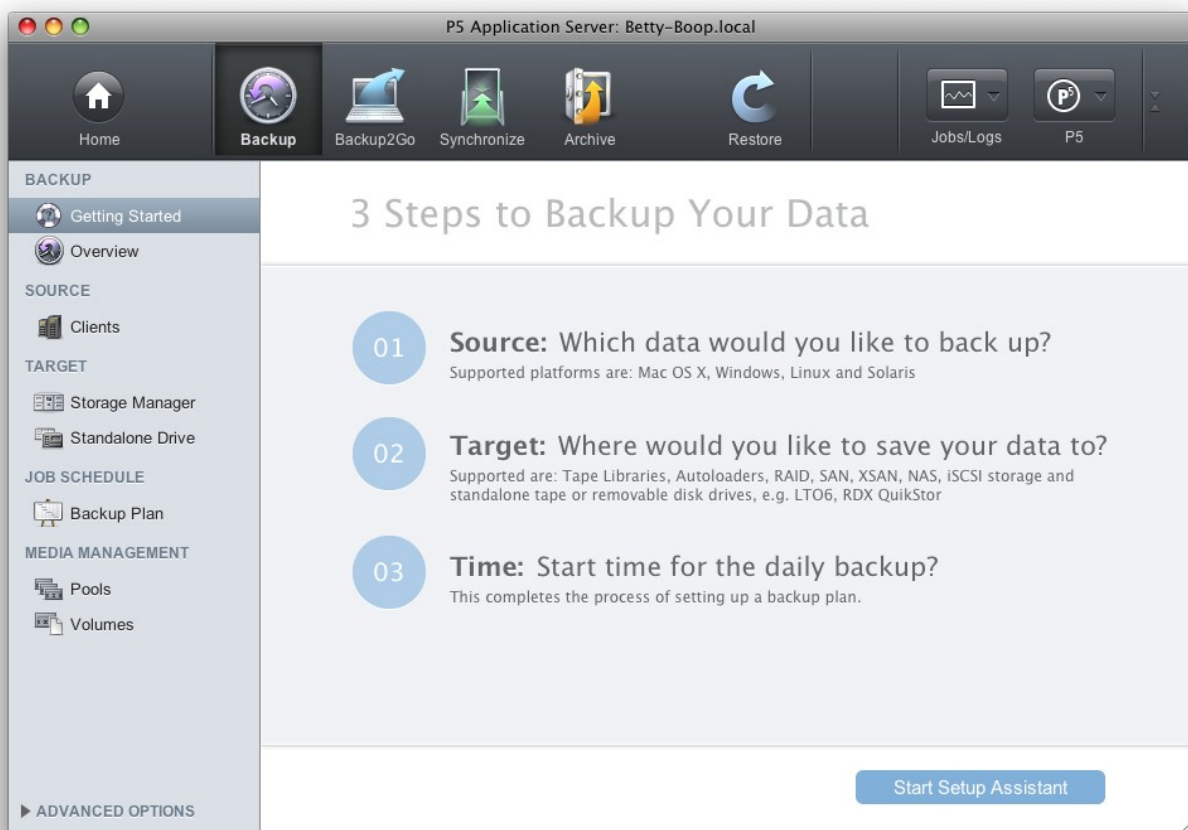 P5 Application Server: Betty-Boop.local
Home
Backup
Backup2Go
Synchronize
Archive
Restore
Jobs/Logs
P5
P5
BACKUP
Getting Started
Overview
SOURCE
Clients
TARGET
Storage Manager
Standalone Drive
JOB SCHEDULE
Backup Plan
MEDIA MANAGEMENT
Pools
Volumes
ADVANCED OPTIONS
3 Steps to Backup Your Data
01
Source: Which data would you like to back up?
Supported platforms are: Mac OS X, Windows, Linux and Solaris
02
Target: Where would you like to save your data to?
Supported are: Tape Libraries, Autoloaders, RAID, SAN, XSAN, NAS, iSCSI storage and
standalone tape or removable disk drives, e.g. LTO6, RDX QuikStor
03
Time: Start time for the daily backup?
This completes the process of setting up a backup plan.
Start Setup Assistant